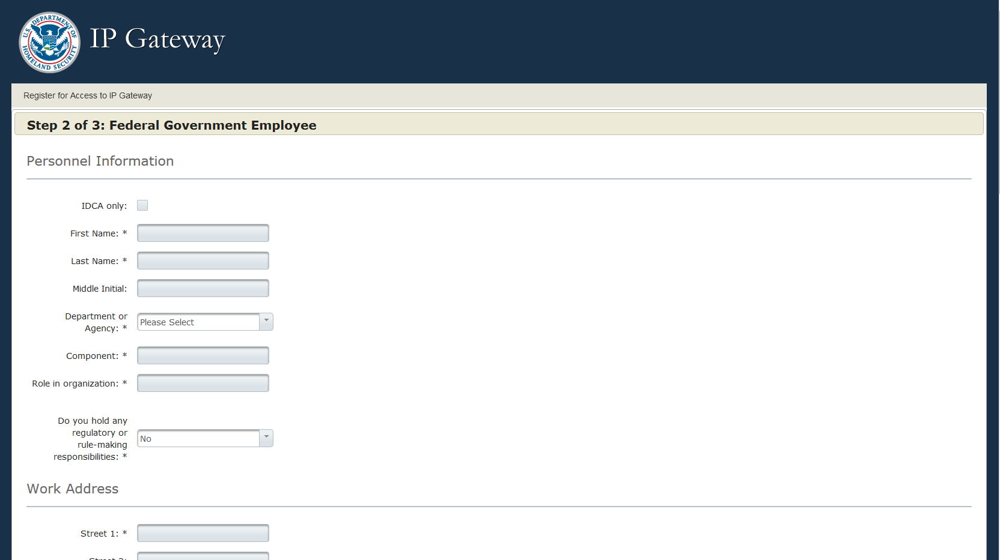 U.S. DEPARTMENT OF HOMELAND SECURITY
IP Gateway
Register for Access to IP Gateway
Step 2 of 3: Federal Government Employee
Personnel Information
IDCA only:
First Name: *
Last Name: *
Middle Initial:
Department or
Agency: *
Please Select
Component: *
Role in organization: *
Do you hold any
regulatory or
rule-making
responsibilities: *
No
Work Address
Street 1: *
Street 2: